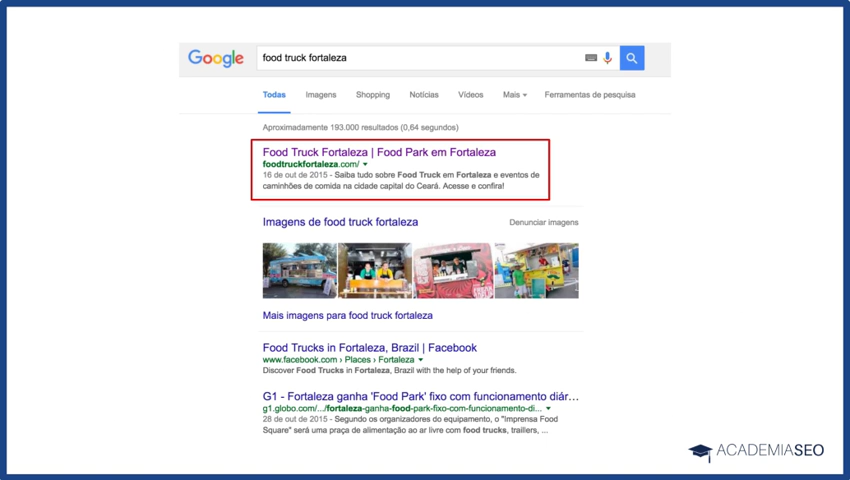 Google
food truck fortaleza
Todas Imagens Shopping Notícias Vídeos Mais Ferramentas de pesquisa
Aproximadamente 193.000 resultados (0,64 segundos)
Food Truck Fortaleza | Food Park em Fortaleza
foodtruckfortaleza.com/
16 de out de 2015 - Saiba tudo sobre Food Truck em Fortaleza e eventos de
caminhões de comida na cidade capital do Ceará. Acesse e confira!
Imagens de food truck fortaleza Denunciar imagens
Mais imagens para food truck fortaleza
Food Trucks in Fortaleza, Brazil | Facebook
www.facebook.com › Places › Fortaleza
Discover Food Trucks in Fortaleza, Brazil with the help of your friends.
G1 - Fortaleza ganha 'Food Park' fixo com funcionamento diár...
g1.globo.com/.../fortaleza-ganha-food-park-fixo-com-funcionamento-di...
28 de out de 2015 - Segundo os organizadores do equipamento, o "Imprensa Food
Square" será uma praça de alimentação ao ar livre com food trucks, traillers, ...
ACADEMIASEO